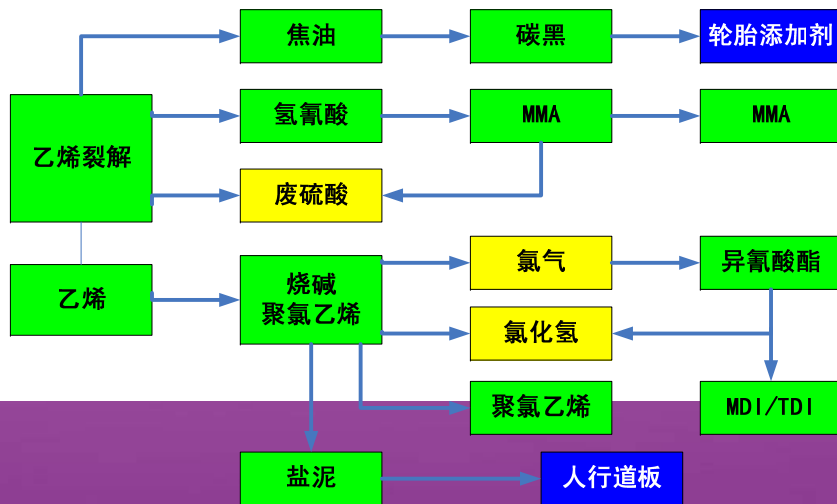 焦油
碳黑
轮胎添加剂
氢氰酸
MMA
MMA
乙烯裂解
废硫酸
氯气
异氰酸酯
乙烯
烧碱
聚氯乙烯
氯化氢
聚氯乙烯
MDI/TDI
盐泥
人行道板